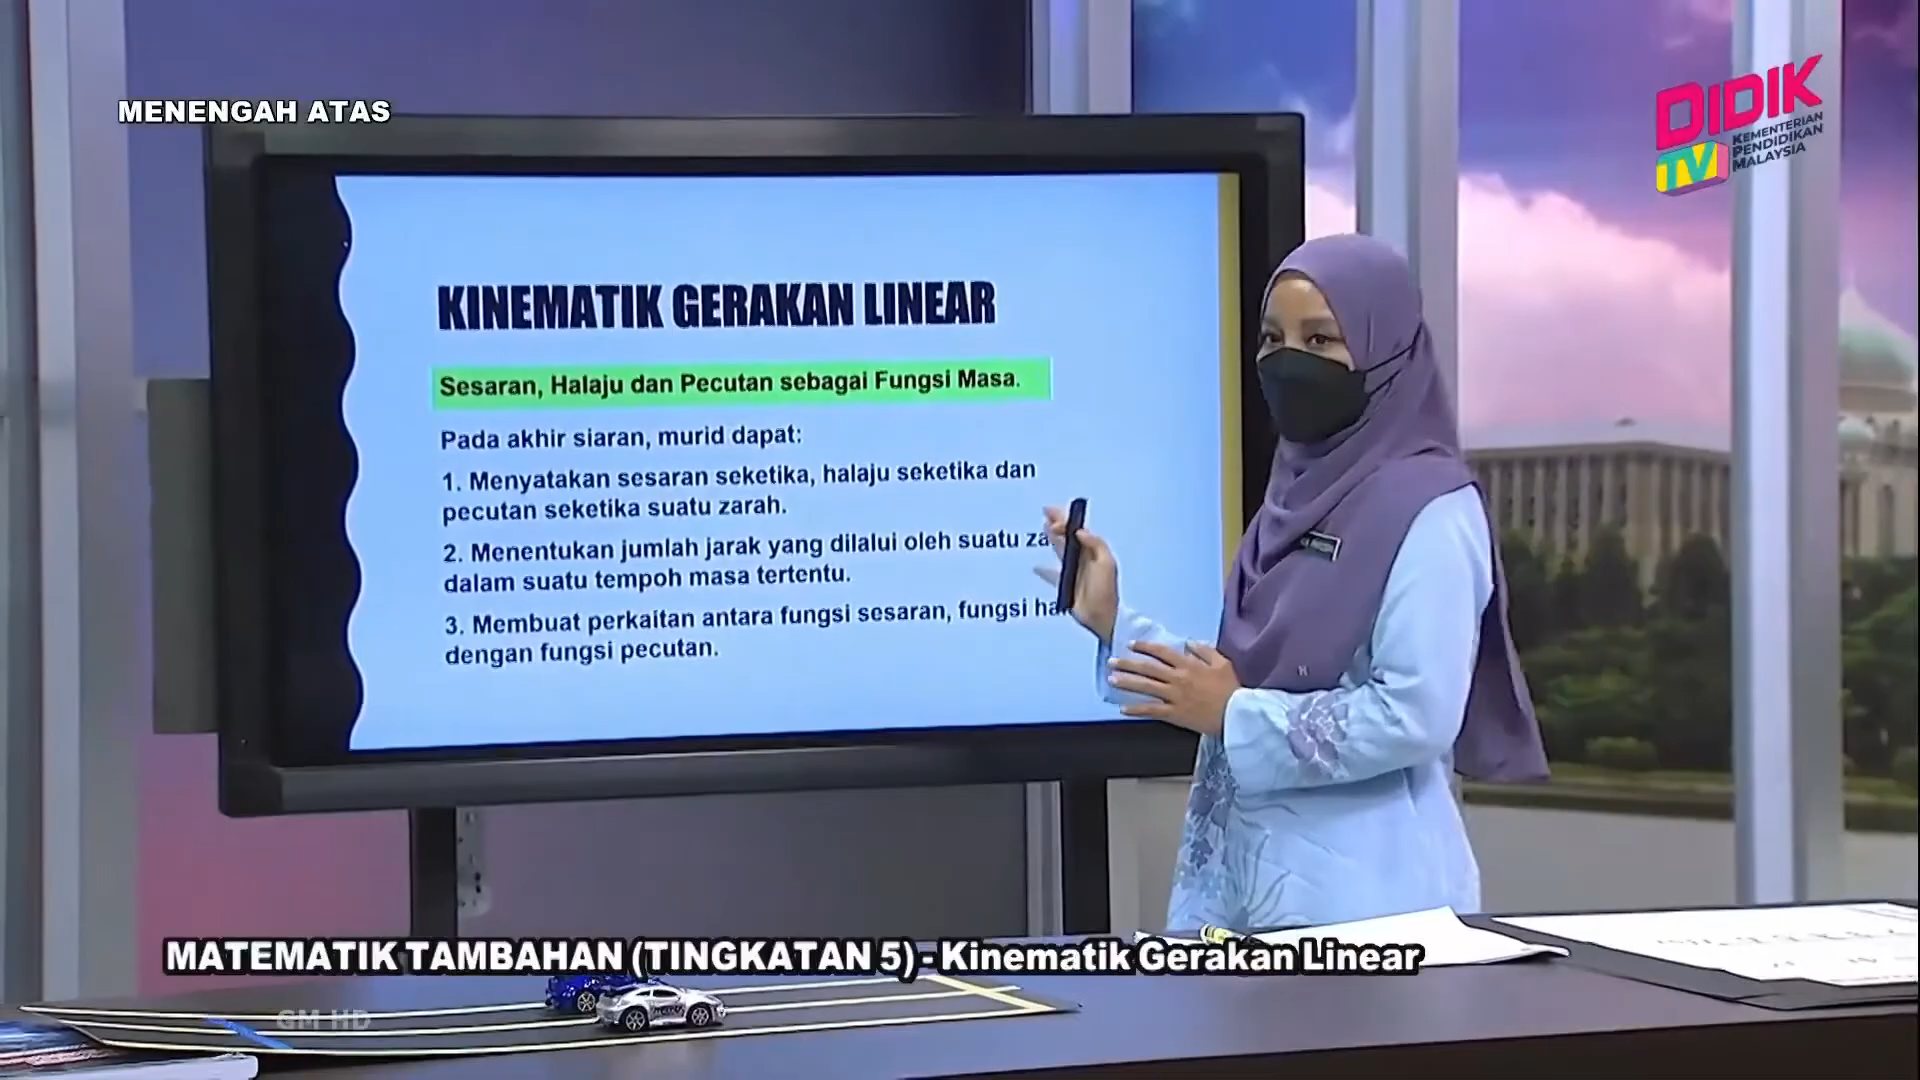 MENENGAH ATAS
DIDIK
TV
KEMENTERIAN
PENDIDIKAN
MALAYSIA
KINEMATIK GERAKAN LINEAR
Sesaran, Halaju dan Pecutan sebagai Fungsi Masa.
Pada akhir siaran, murid dapat:
1. Menyatakan sesaran seketika, halaju seketika dan
pecutan seketika suatu zarah.
2. Menentukan jumlah jarak yang dilalui oleh suatu za
dalam suatu tempoh masa tertentu.
3. Membuat perkaitan antara fungsi sesaran, fungsi ha
dengan fungsi pecutan.
MATEMATIK TAMBAHAN (TINGKATAN 5) - Kinematik Gerakan Linear
GM HD